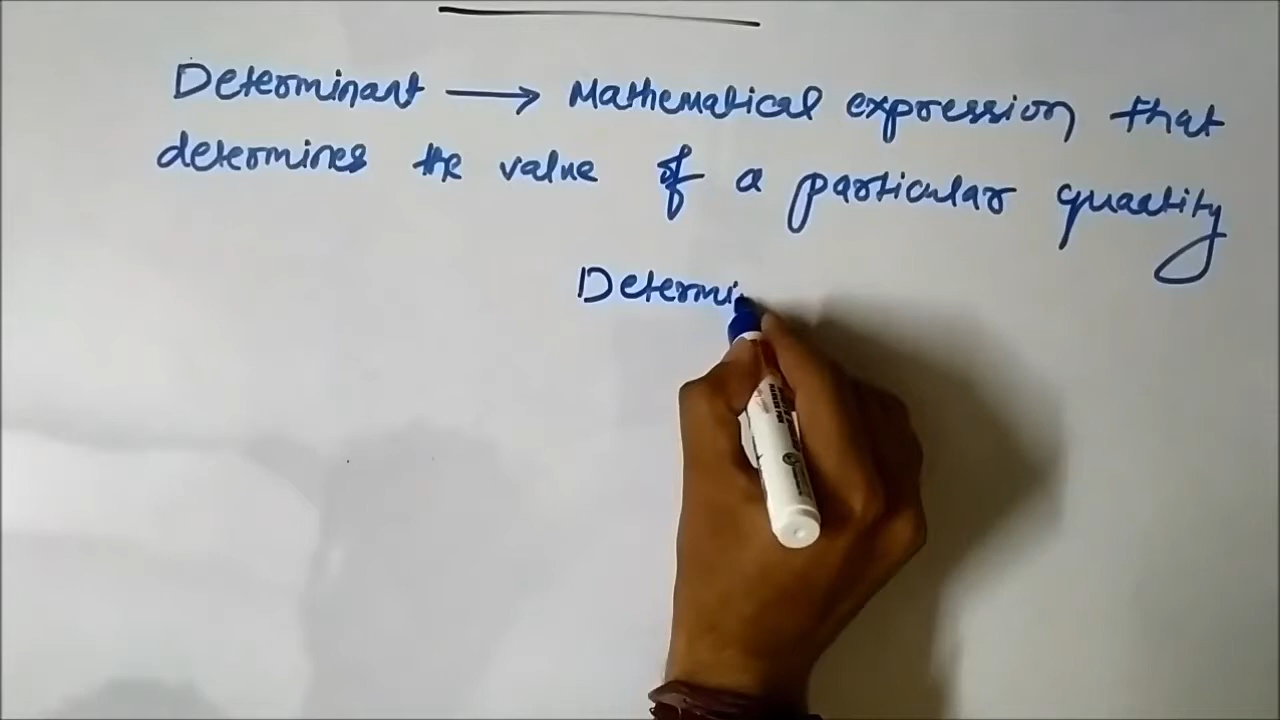 Determinant → Mathematical expression that
determines the value of a particular quantity
Determi